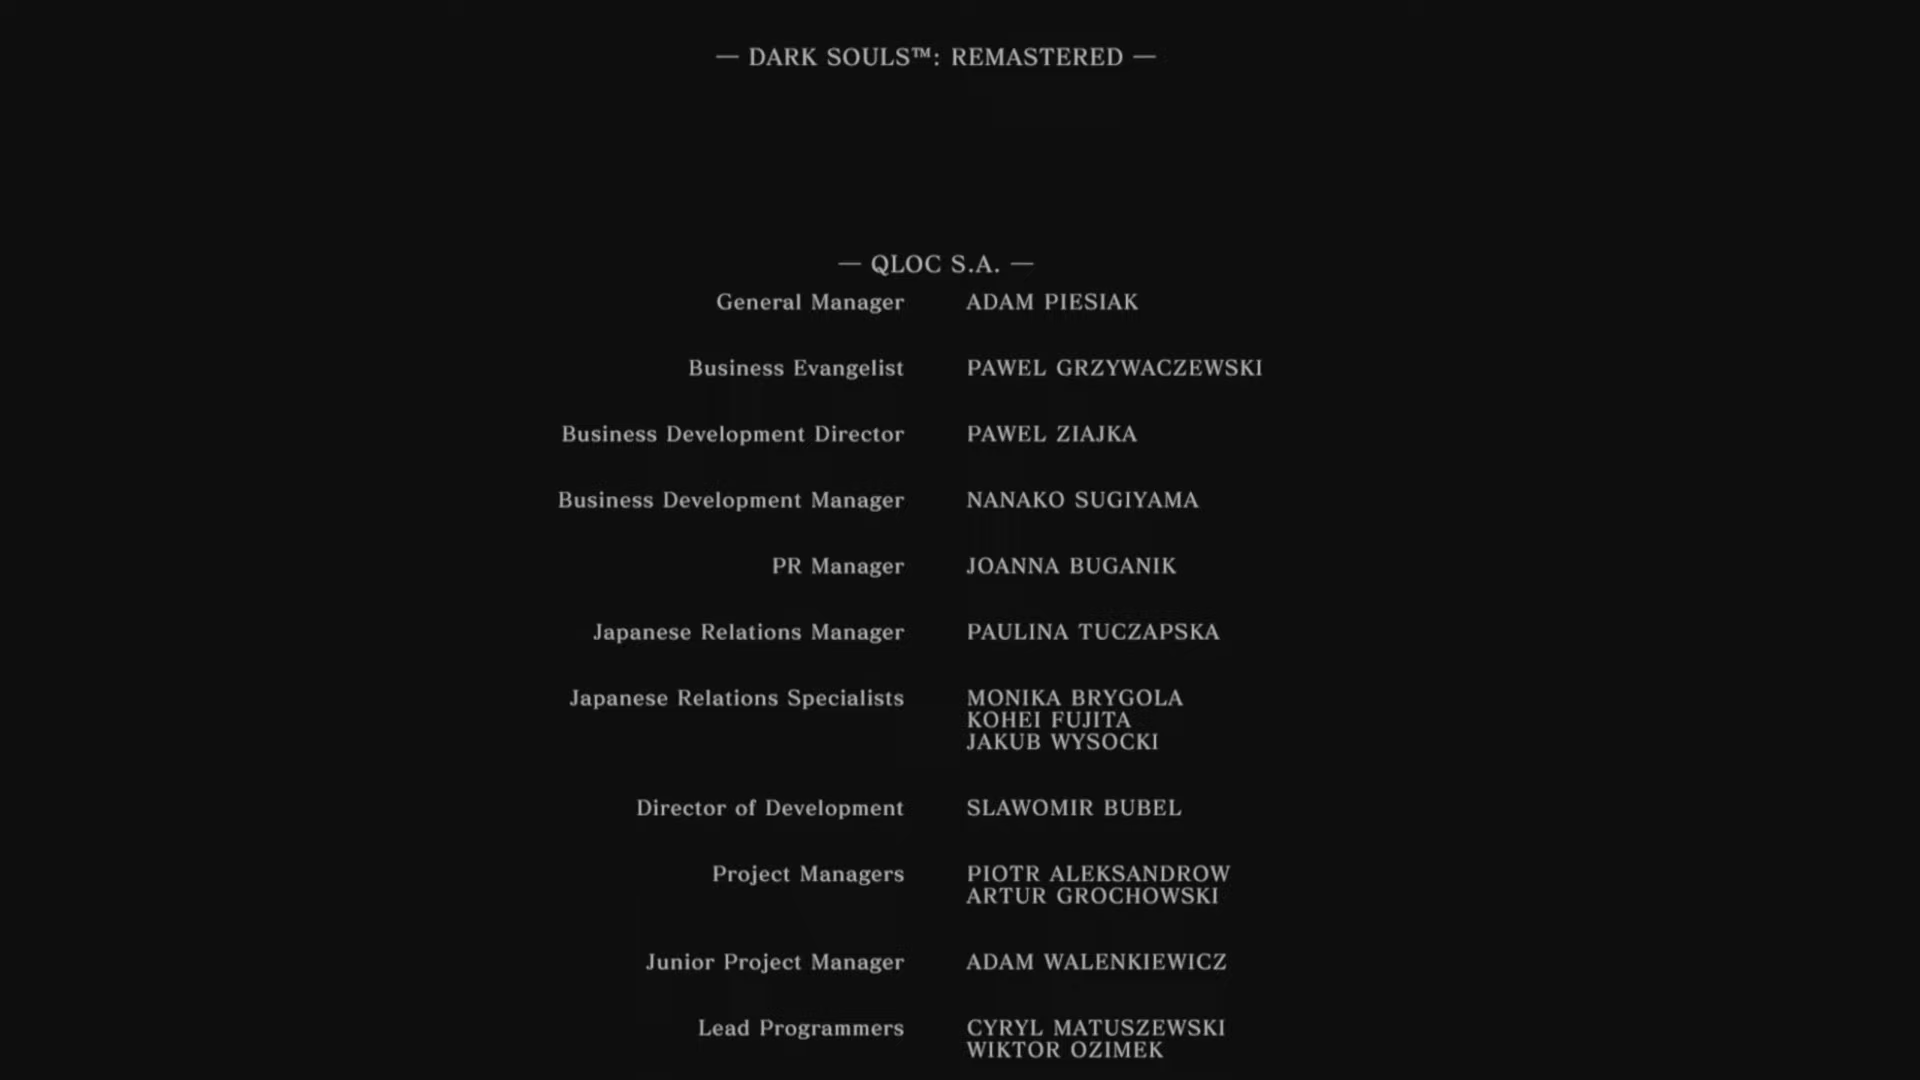 — DARK SOULS™: REMASTERED —
— QLOC S.A. —
General Manager ADAM PIESIAK
Business Evangelist PAWEL GRZYWACZEWSKI
Business Development Director PAWEL ZIAJKA
Business Development Manager NANAKO SUGIYAMA
PR Manager JOANNA BUGANIK
Japanese Relations Manager PAULINA TUCZAPSKA
Japanese Relations Specialists MONIKA BRYGOLA
KOHEI FUJITA
JAKUB WYSOCKI
Director of Development SLAWOMIR BUBEL
Project Managers PIOTR ALEKSANDROW
ARTUR GROCHOWSKI
Junior Project Manager ADAM WALENKIEWICZ
Lead Programmers CYRYL MATUSZEWSKI
WIKTOR OZIMEK